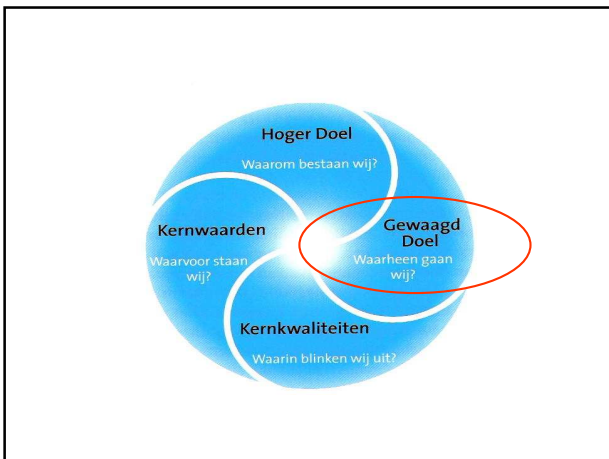 Hoger Doel
Waarom bestaan wij?
Kernwaarden
Waarvoor staan
wij?
Gewaagd
Doel
Waarheen gaan
wij?
Kernkwaliteiten
Waarin blinken wij uit?